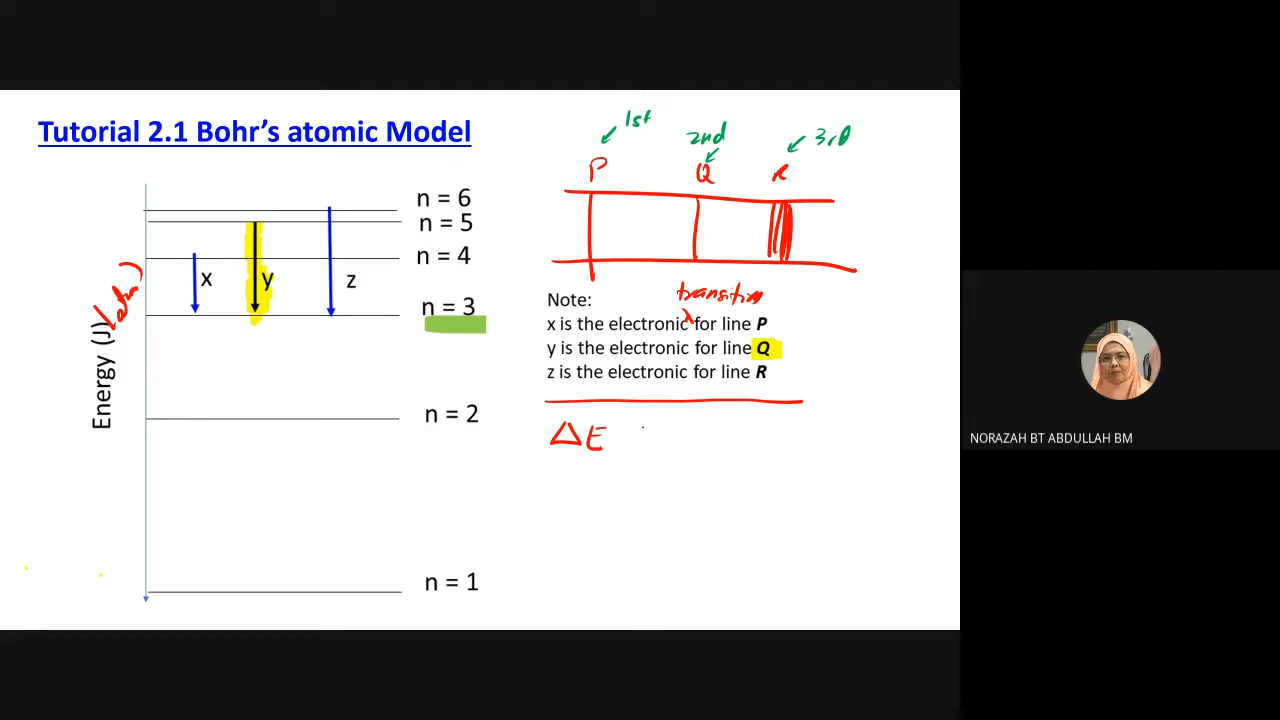 Tutorial 2.1 Bohr's atomic Model
1st
2nd
3rd
P
Q
R
n = 6
n = 5
n = 4
x
y
z
n = 3
Energy (J)
n = 2
n = 1
Note:
transition
x is the electronic for line P
y is the electronic for line Q
z is the electronic for line R
ΔE
NORAZAH BT ABDULLAH BM